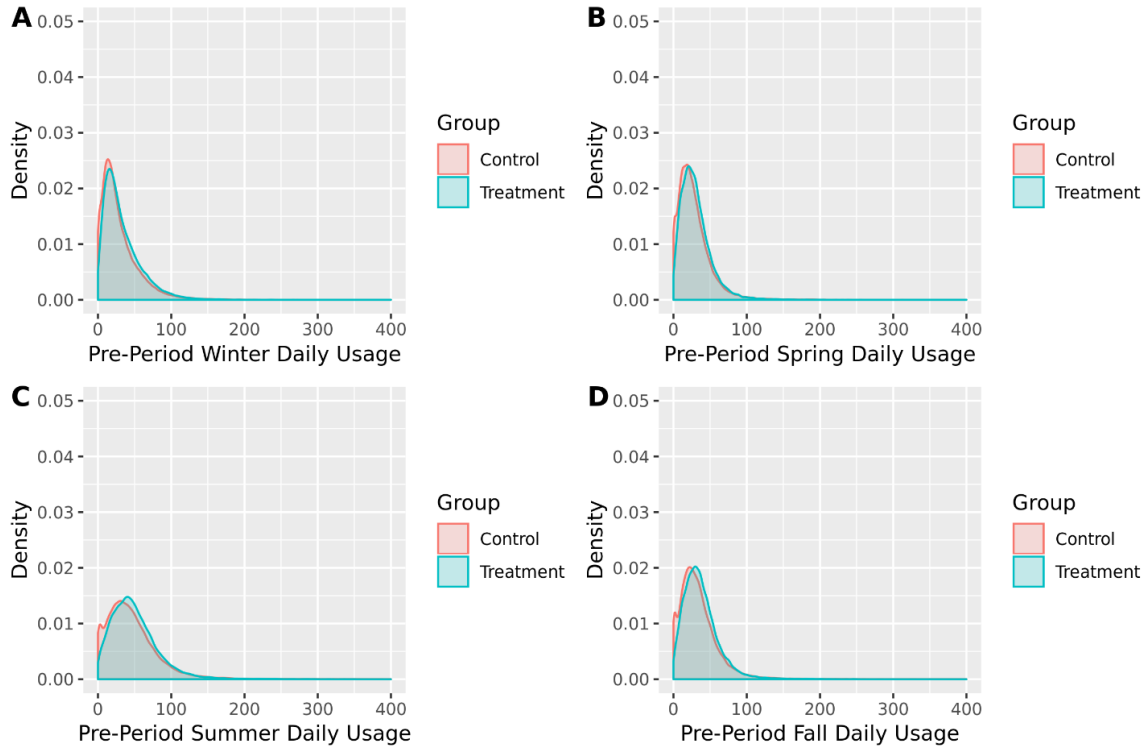 A
0.05
0.04
0.03
0.02
0.01
0.00
Density
0 100 200 300 400
Pre-Period Winter Daily Usage
Group
Control
Treatment
B
0.05
0.04
0.03
0.02
0.01
0.00
Density
0 100 200 300 400
Pre-Period Spring Daily Usage
Group
Control
Treatment
C
0.05
0.04
0.03
0.02
0.01
0.00
Density
0 100 200 300 400
Pre-Period Summer Daily Usage
Group
Control
Treatment
D
0.05
0.04
0.03
0.02
0.01
0.00
Density
0 100 200 300 400
Pre-Period Fall Daily Usage
Group
Control
Treatment